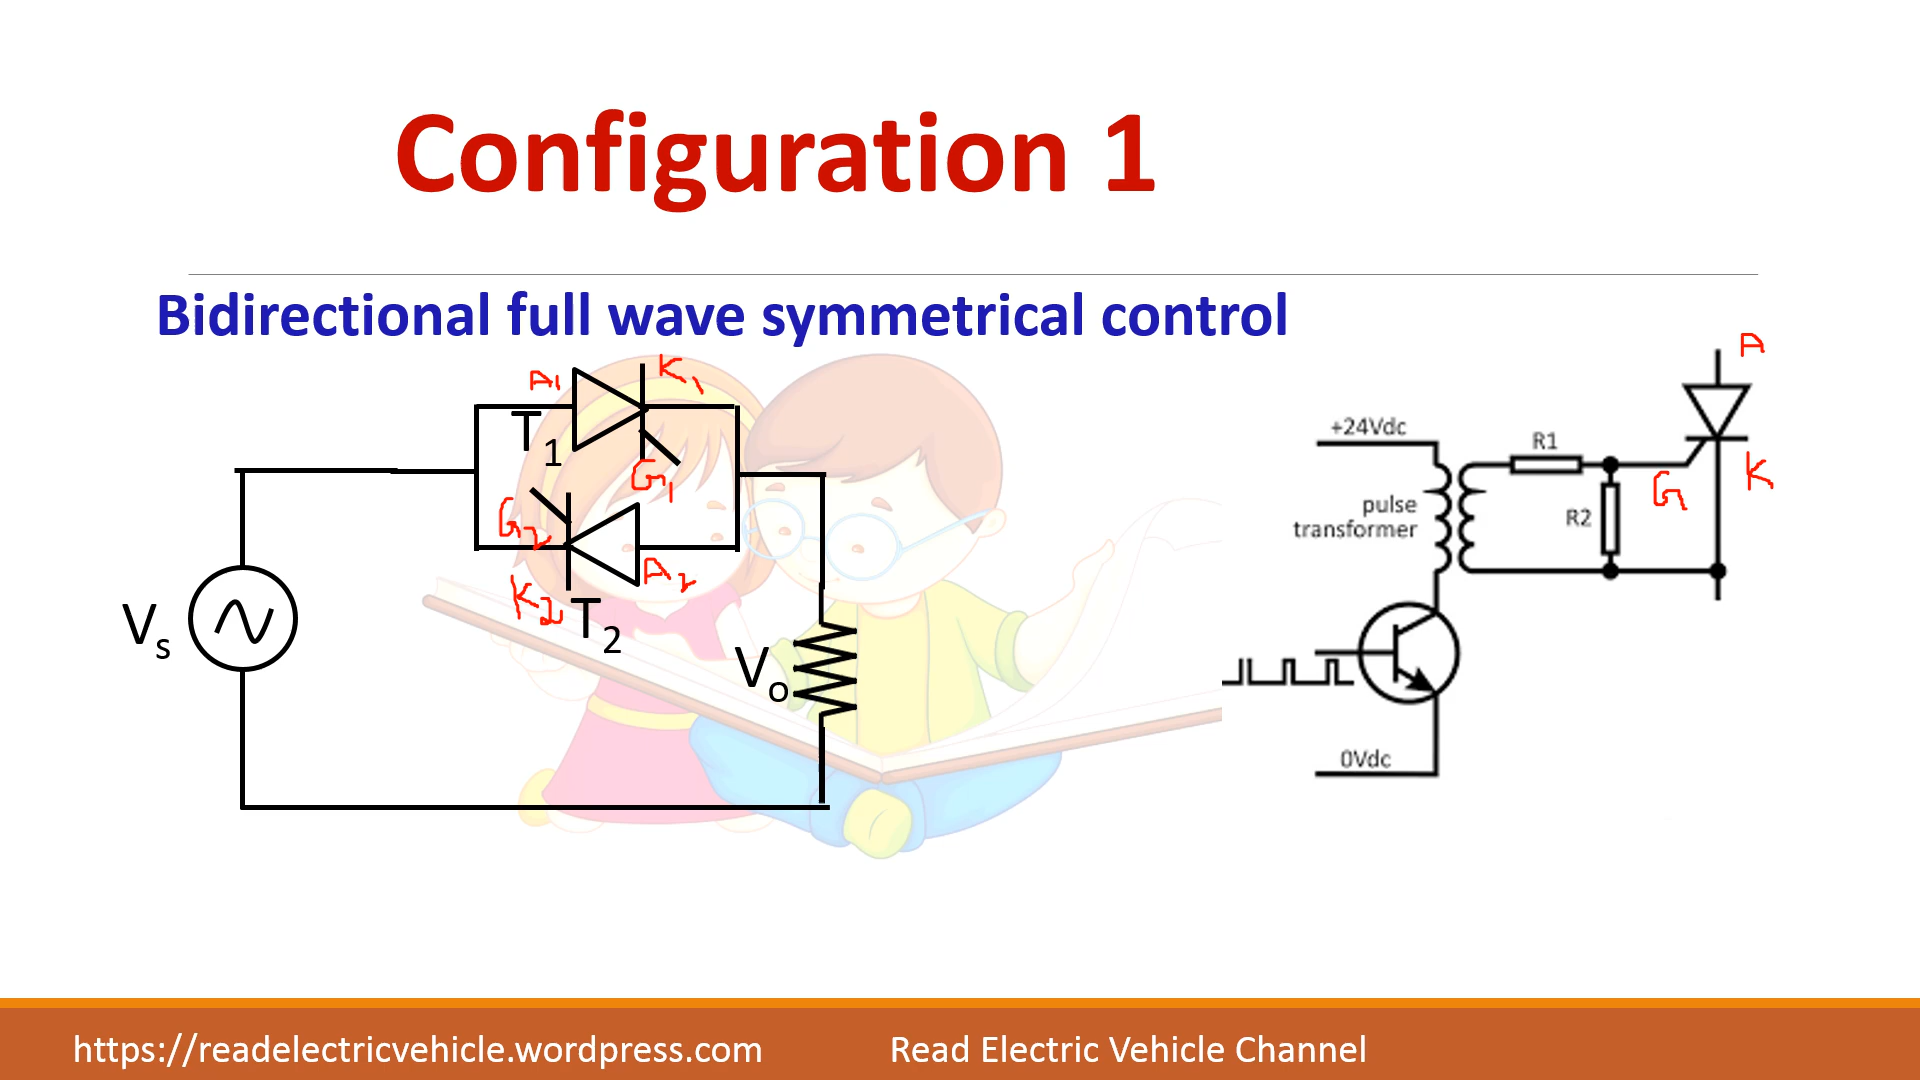 Configuration 1
Bidirectional full wave symmetrical control
A1 K1
T1
G1
G2
A2
K2 T2
Vs
Vo
A
+24Vdc
R1
K
G
pulse
transformer
R2
0Vdc
https://readelectricvehicle.wordpress.com Read Electric Vehicle Channel